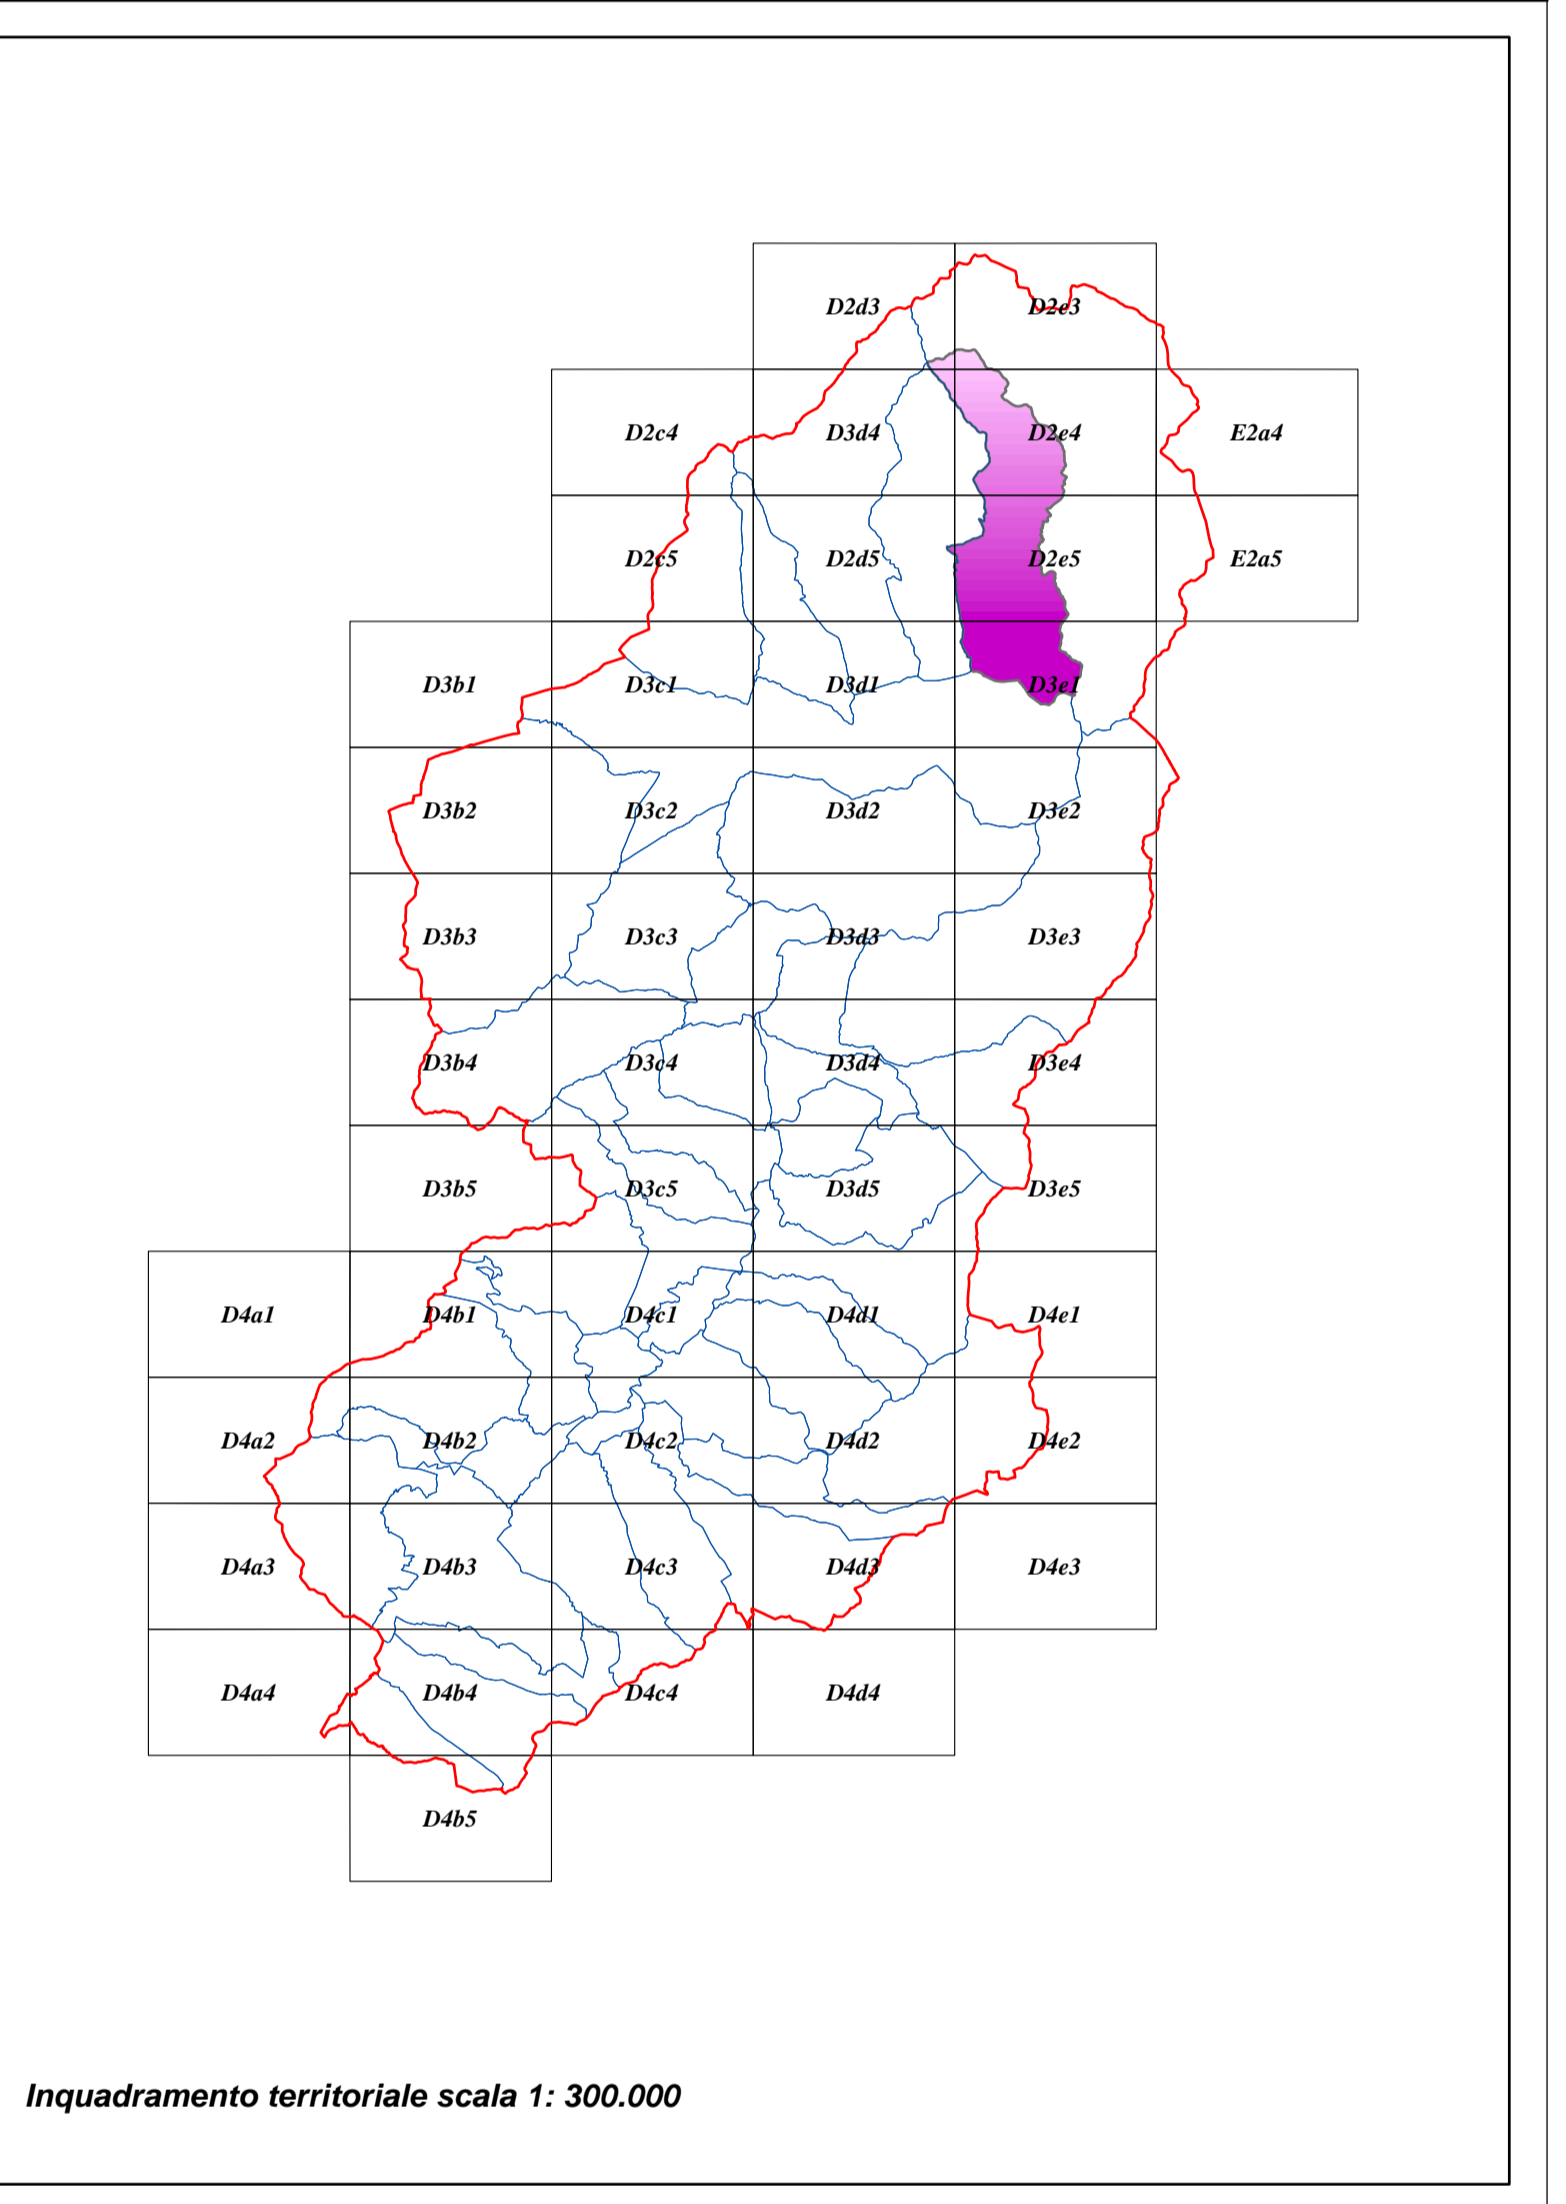 D2d3 D2e3
D2c4 D3d4 D2e4 E2a4
D2c5 D2d5 D2e5 E2a5
D3b1 D3c1 D3d1 D3e1
D3b2 D3c2 D3d2 D3e2
D3b3 D3c3 D3d3 D3e3
D3b4 D3c4 D3d4 D3e4
D3b5 D3c5 D3d5 D3e5
D4a1 D4b1 D4c1 D4d1 D4e1
D4a2 D4b2 D4c2 D4d2 D4e2
D4a3 D4b3 D4c3 D4d3 D4e3
D4a4 D4b4 D4c4 D4d4
D4b5
Inquadramento territoriale scala 1: 300.000